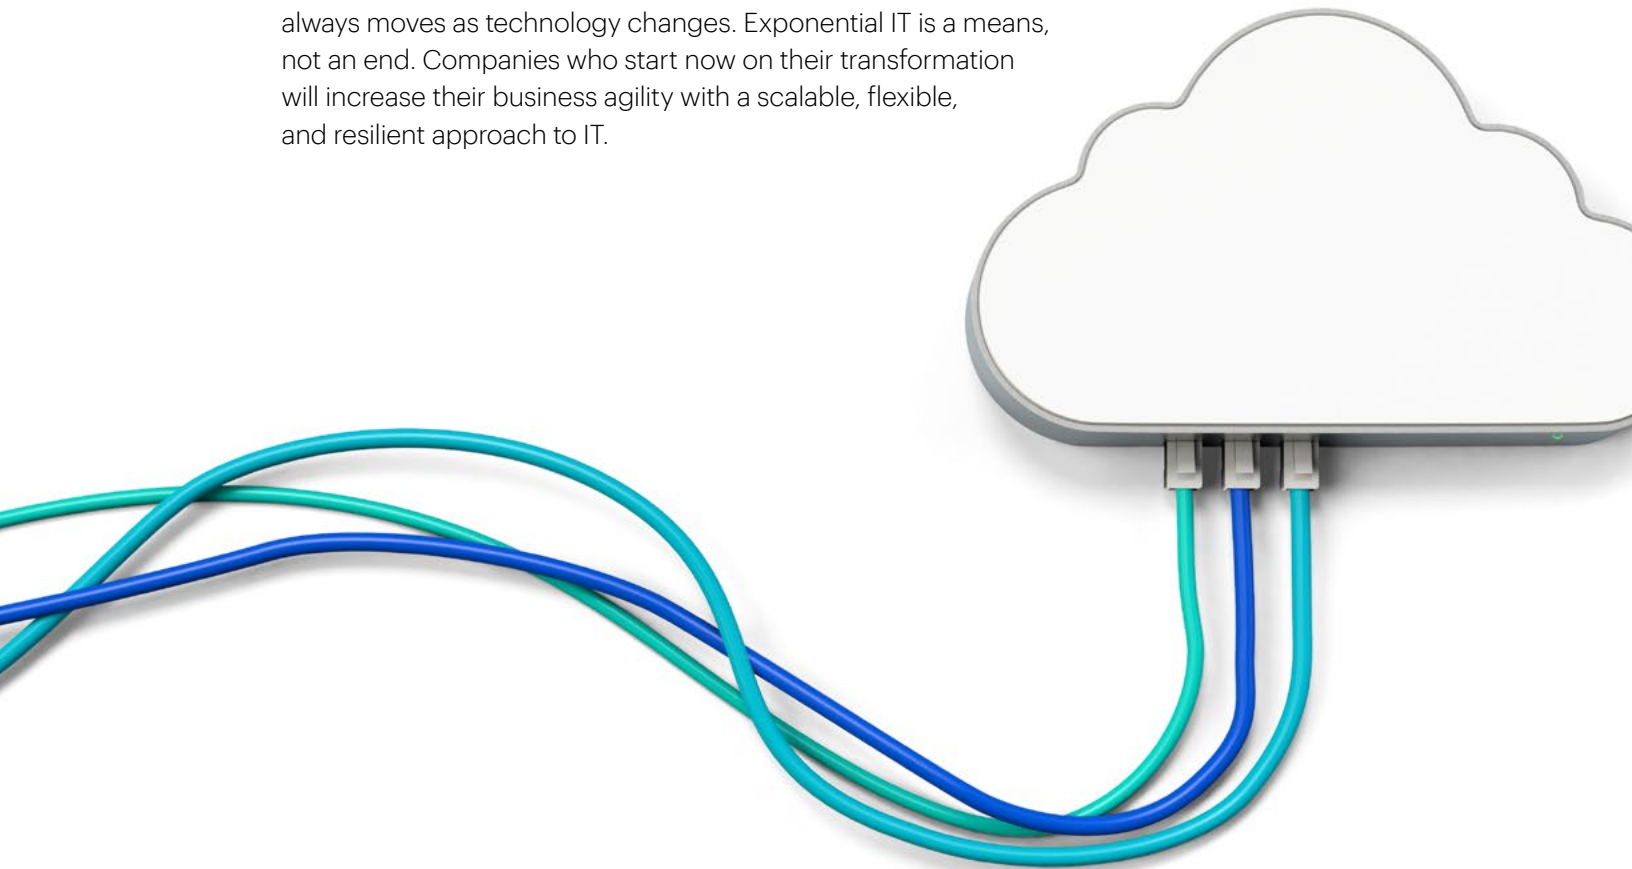 always moves as technology changes. Exponential IT is a means,
not an end. Companies who start now on their transformation
will increase their business agility with a scalable, flexible,
and resilient approach to IT.